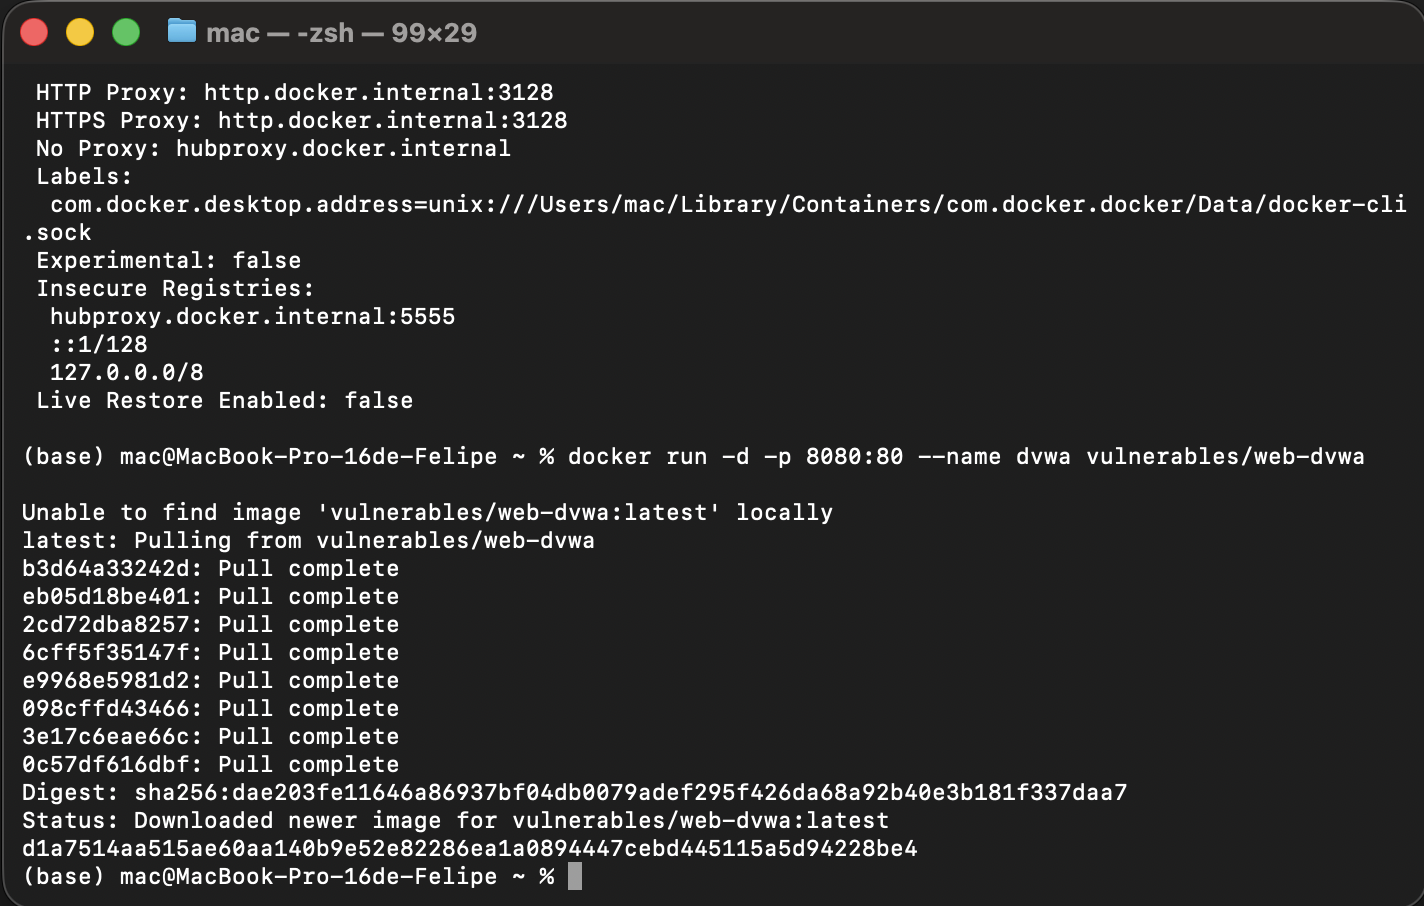 mac — -zsh — 99×29
HTTP Proxy: http.docker.internal:3128
HTTPS Proxy: http.docker.internal:3128
No Proxy: hubproxy.docker.internal
Labels:
com.docker.desktop.address=unix:///Users/mac/Library/Containers/com.docker.docker/Data/docker-cli
.sock
Experimental: false
Insecure Registries:
hubproxy.docker.internal:5555
::1/128
127.0.0.0/8
Live Restore Enabled: false
(base) mac@MacBook-Pro-16de-Felipe ~ % docker run -d -p 8080:80 --name dvwa vulnerables/web-dvwa
Unable to find image 'vulnerables/web-dvwa:latest' locally
latest: Pulling from vulnerables/web-dvwa
b3d64a33242d: Pull complete
eb05d18be401: Pull complete
2cd72dba8257: Pull complete
6cff5f35147f: Pull complete
e9968e5981d2: Pull complete
098cffd43466: Pull complete
3e17c6eae66c: Pull complete
0c57df616dbf: Pull complete
Digest: sha256:dae203fe11646a86937bf04db0079adef295f426da68a92b40e3b181f337daa7
Status: Downloaded newer image for vulnerables/web-dvwa:latest
d1a7514aa515ae60aa140b9e52e82286ea1a0894447cebd445115a5d94228be4
(base) mac@MacBook-Pro-16de-Felipe ~ %